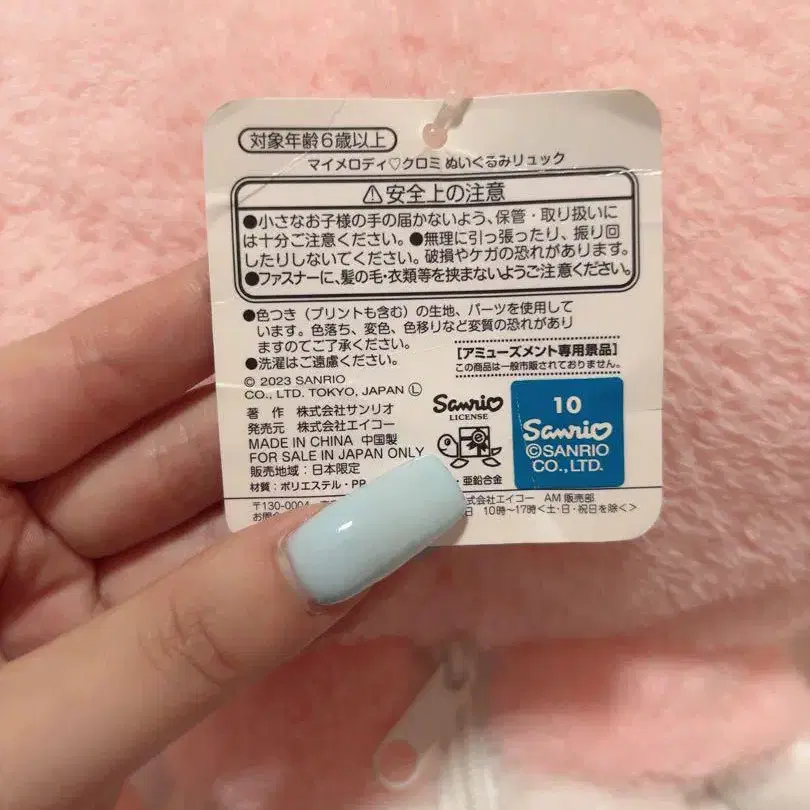 対象年齢6歳以上
マイメロディ♡クロミ ぬいぐるみリュック
⚠安全上の注意
●小さなお子様の手の届かないよう、保管・取り扱いに
は十分ご注意ください。●無理に引っ張ったり、振り回
したりしないでください。破損やケガの恐れがあります。
●ファスナーに、髪の毛・衣類等を挟まないようご注意ください。
●色つき（プリントも含む）の生地、パーツを使用して
います。色落ち、変色、色移りなど変質の恐れがあり
ますのでご了承ください。
●洗濯はご遠慮ください。
【アミューズメント専用景品】
この商品は一般市販されておりません。
© 2023 SANRIO
CO., LTD. TOKYO, JAPAN Ⓛ
著 作 株式会社サンリオ
発売元 株式会社エイコー
MADE IN CHINA 中国製
FOR SALE IN JAPAN ONLY
販売地域：日本限定
Sanrio
LICENSE
10
Sanrio
©SANRIO
CO.,LTD.
材質：ポリエステル・PP ・亜鉛合金
〒130-0004 式会社エイコー AM販売部
お問合 10時〜17時<土・日・祝日を除く>